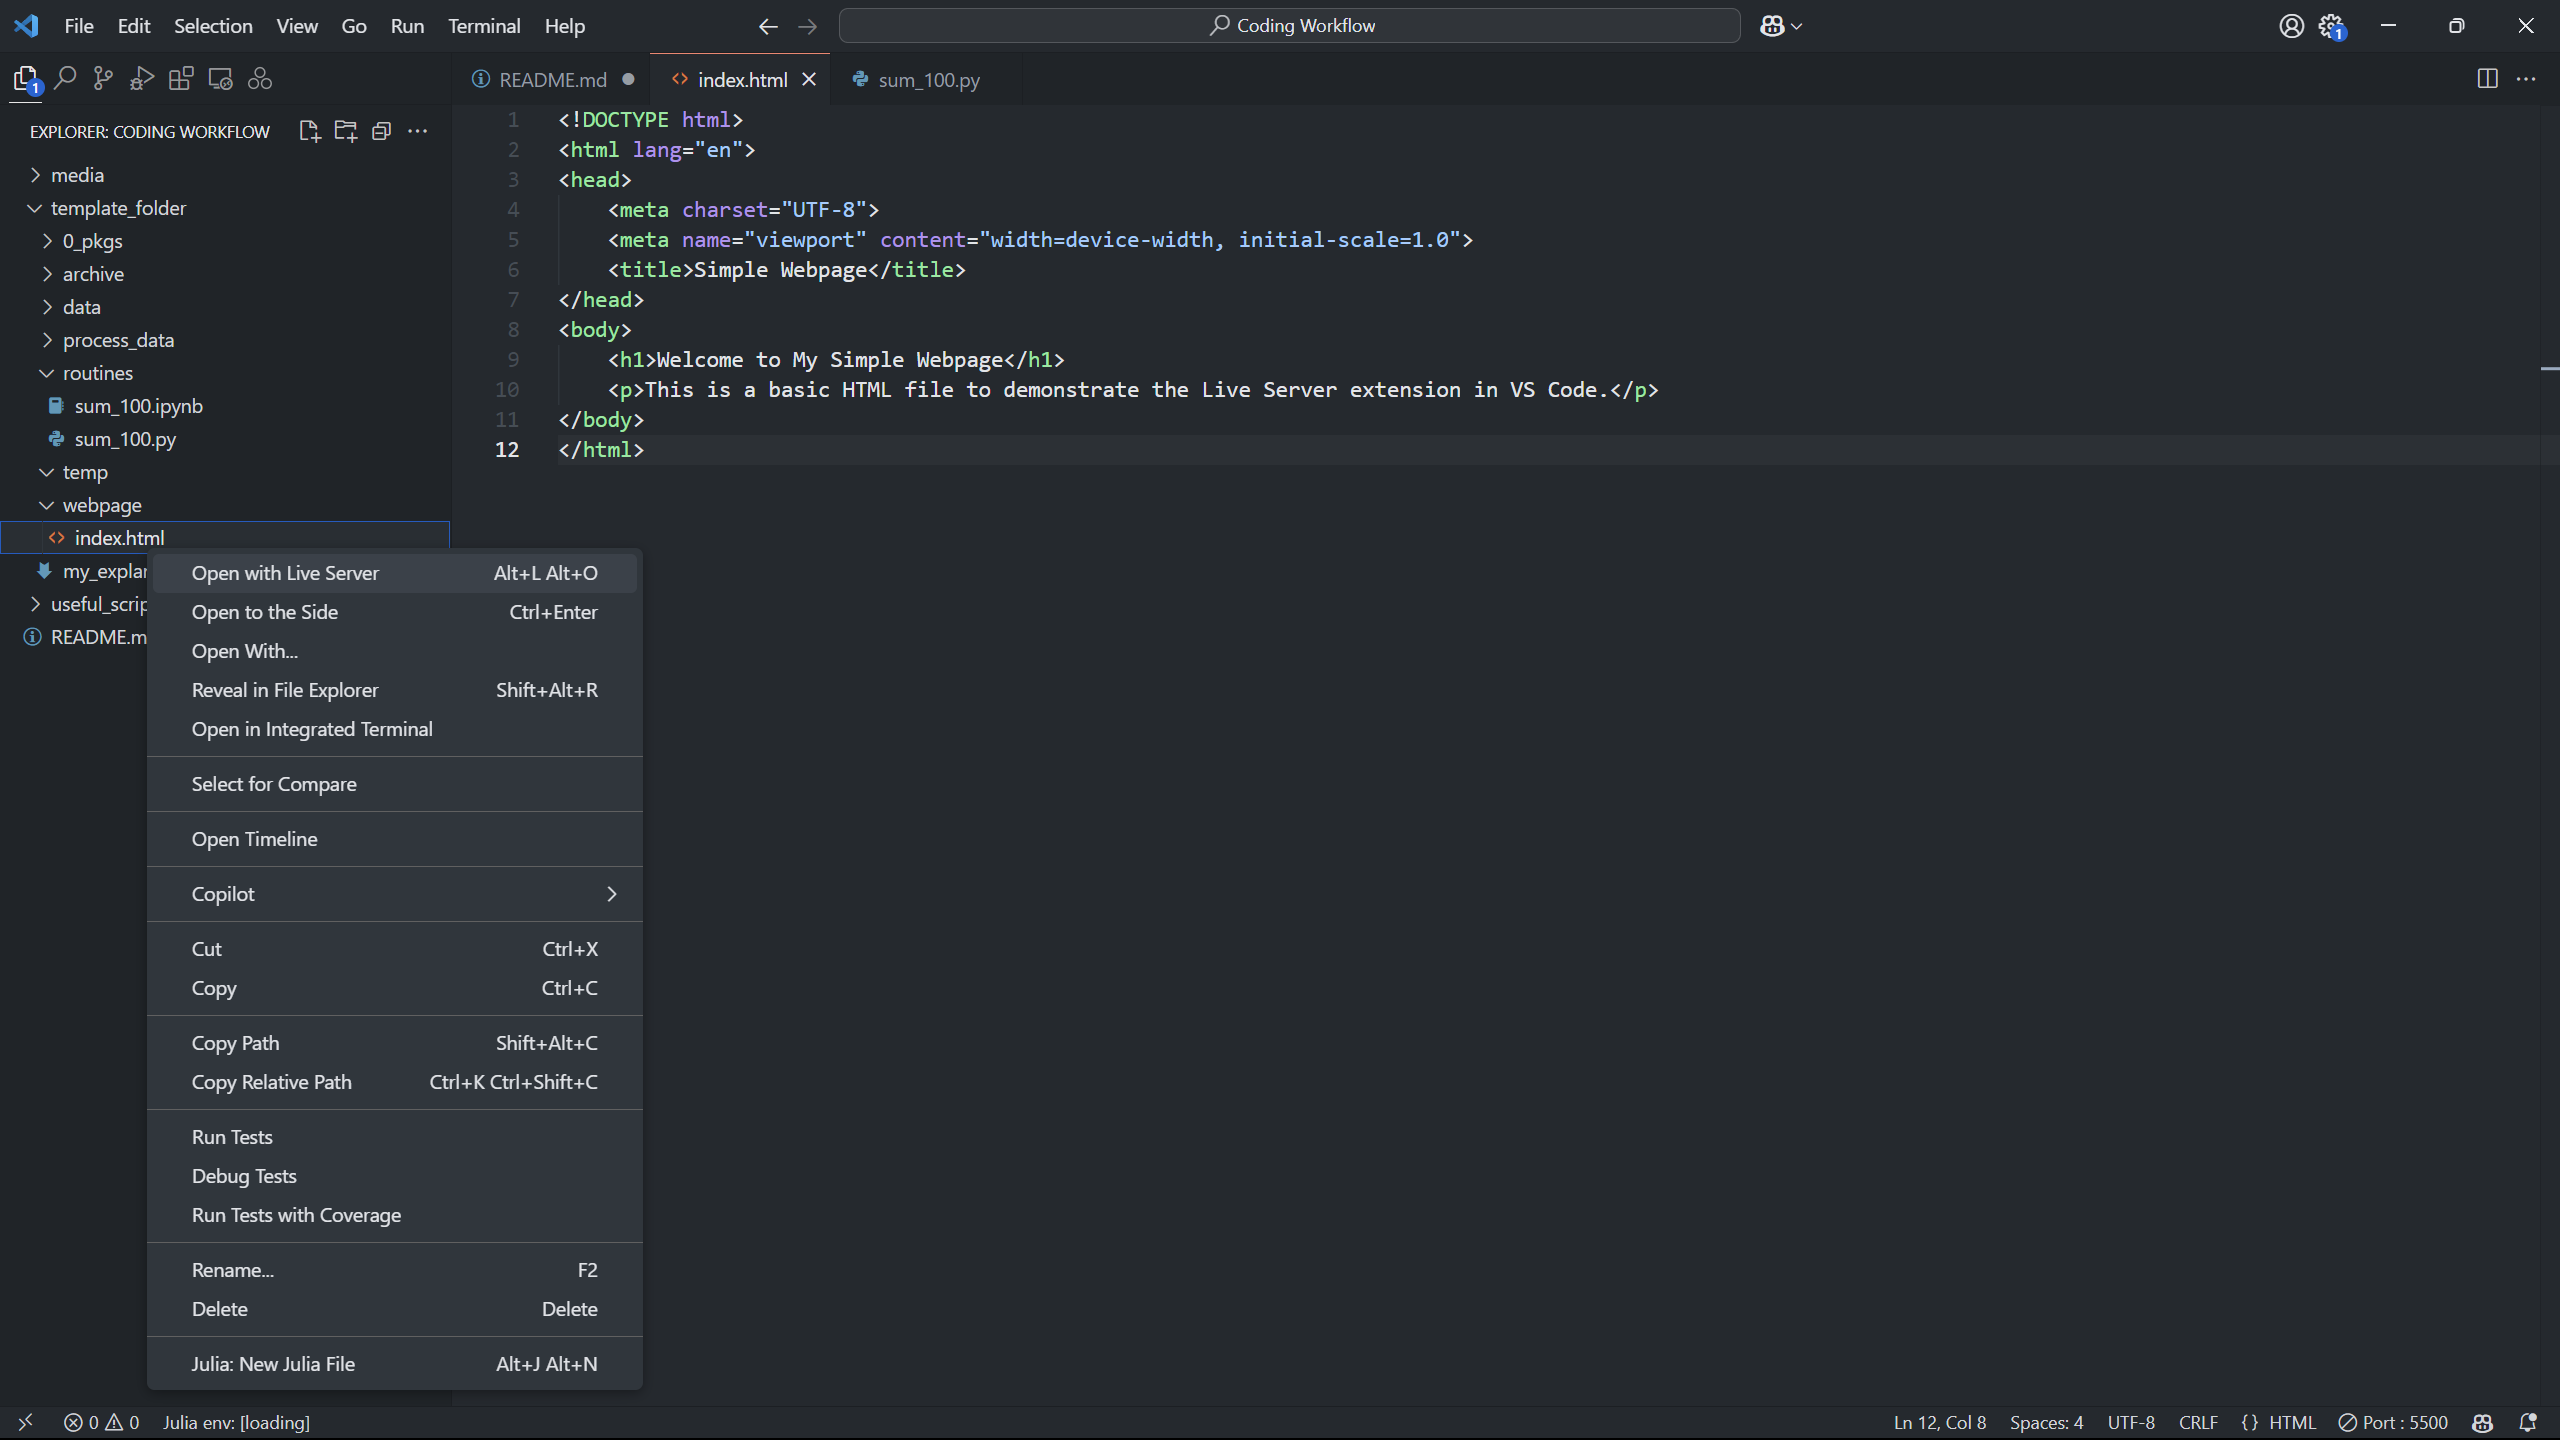 File Edit Selection View Go Run Terminal Help
Coding Workflow
1
1
README.md
index.html
sum_100.py
EXPLORER: CODING WORKFLOW
media
template_folder
0_pkgs
archive
data
process_data
routines
sum_100.ipynb
sum_100.py
temp
webpage
index.html
my_explan
useful_scrip
README.m
1 <!DOCTYPE html>
2 <html lang="en">
3 <head>
4 <meta charset="UTF-8">
5 <meta name="viewport" content="width=device-width, initial-scale=1.0">
6 <title>Simple Webpage</title>
7 </head>
8 <body>
9 <h1>Welcome to My Simple Webpage</h1>
10 <p>This is a basic HTML file to demonstrate the Live Server extension in VS Code.</p>
11 </body>
12 </html>
Open with Live Server Alt+L Alt+O
Open to the Side Ctrl+Enter
Open With...
Reveal in File Explorer Shift+Alt+R
Open in Integrated Terminal
Select for Compare
Open Timeline
Copilot
Cut Ctrl+X
Copy Ctrl+C
Copy Path Shift+Alt+C
Copy Relative Path Ctrl+K Ctrl+Shift+C
Run Tests
Debug Tests
Run Tests with Coverage
Rename... F2
Delete Delete
Julia: New Julia File Alt+J Alt+N
0 0 Julia env: [loading]
Ln 12, Col 8 Spaces: 4 UTF-8 CRLF {} HTML Port : 5500